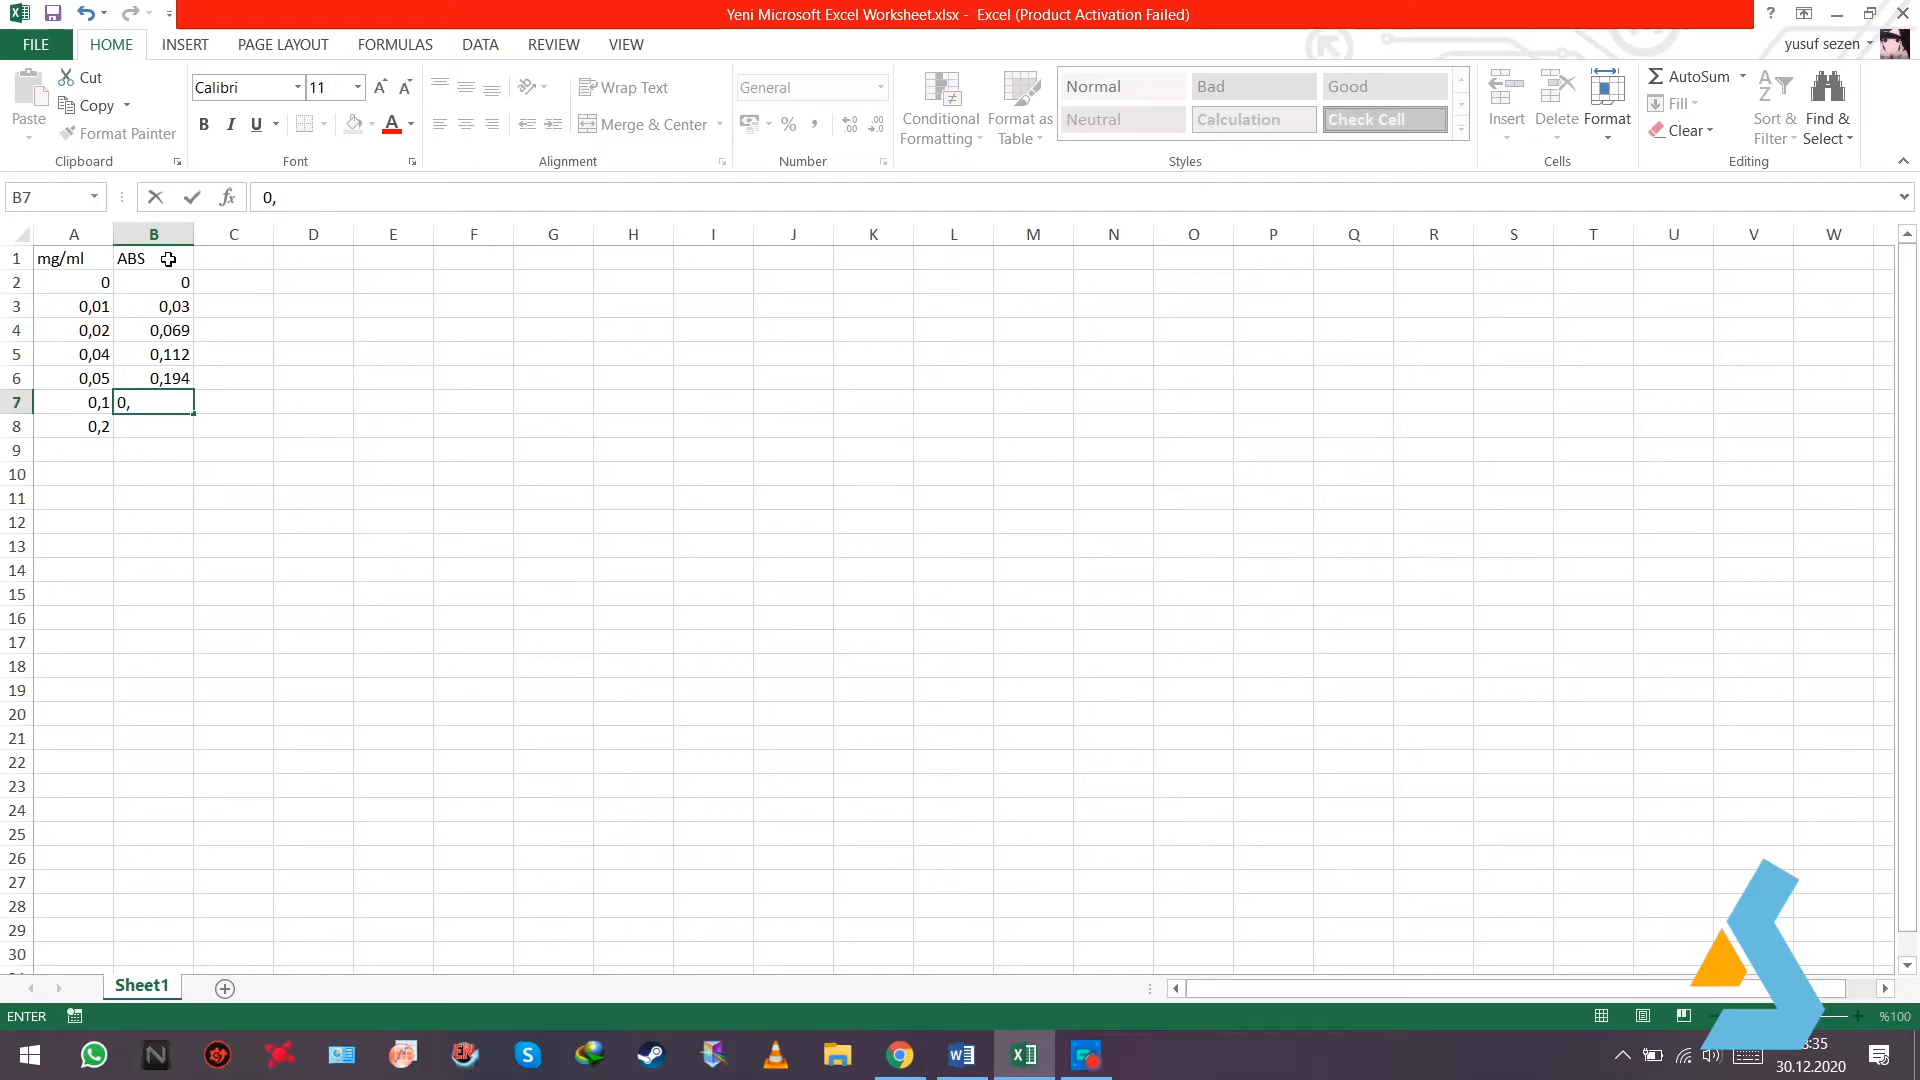 Yeni Microsoft Excel Worksheet.xlsx - Excel (Product Activation Failed)
FILE HOME INSERT PAGE LAYOUT FORMULAS DATA REVIEW VIEW yusuf sezen
Paste
Cut
Copy
Format Painter
Clipboard
Calibri 11
B I U A
Font
Wrap Text
Merge & Center
Alignment
General
%
Number
Conditional Formatting
Format as Table
Normal Bad Good
Neutral Calculation Check Cell
Styles
Insert Delete Format
Cells
AutoSum
Fill
Clear
Sort & Filter
Find & Select
Editing
B7 fx 0,
A B C D E F G H I J K L M N O P Q R S T U V W
1 mg/ml ABS
2 0 0
3 0,01 0,03
4 0,02 0,069
5 0,04 0,112
6 0,05 0,194
7 0,1 0,
8 0,2
9
10
11
12
13
14
15
16
17
18
19
20
21
22
23
24
25
26
27
28
29
30
Sheet1
ENTER %100
30.12.2020